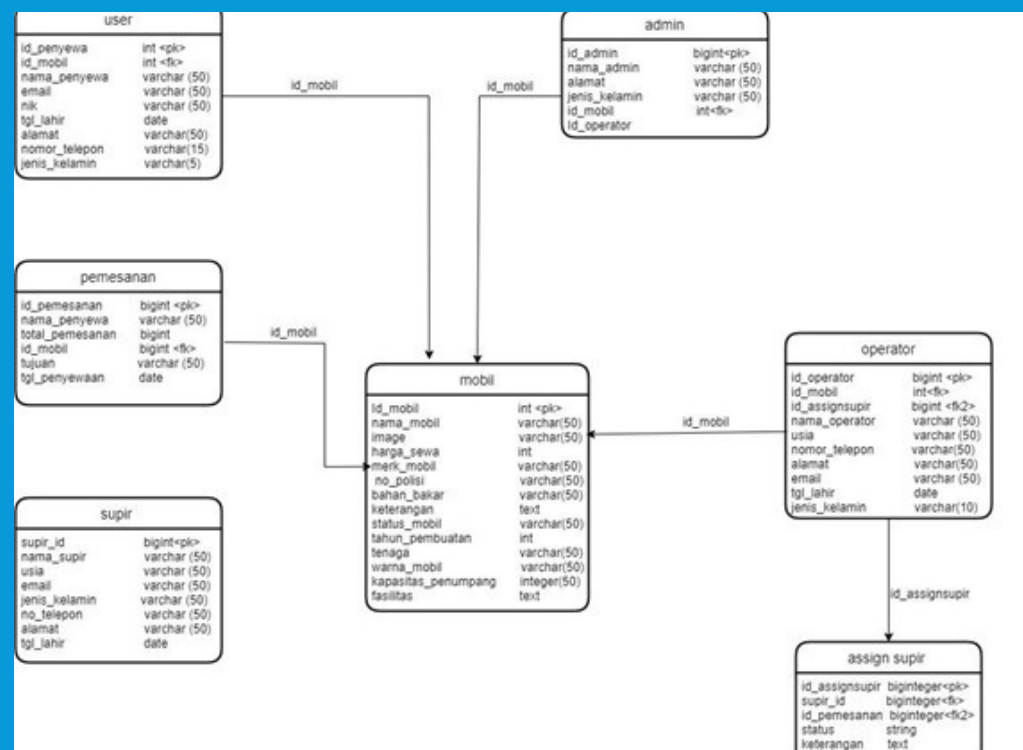 user
id_penyewa int <pk>
id_mobil int <fk>
nama_penyewa varchar (50)
email varchar (50)
nik varchar (50)
tgl_lahir date
alamat varchar(50)
nomor_telepon varchar(15)
jenis_kelamin varchar(5)
id_mobil
id_mobil
admin
id_admin bigint<pk>
nama_admin varchar (50)
alamat varchar (50)
jenis_kelamin varchar (50)
id_mobil int<fk>
id_operator
pemesanan
id_pemesanan bigint <pk>
nama_penyewa varchar (50)
total_pemesanan bigint
id_mobil bigint <fk>
tujuan varchar (50)
tgl_penyewaan date
id_mobil
mobil
Id_mobil int <pk>
nama_mobil varchar(50)
image varchar(50)
harga_sewa int
merk_mobil varchar(50)
no_polisi varchar(50)
bahan_bakar varchar(50)
keterangan text
status_mobil varchar(50)
tahun_pembuatan int
tenaga varchar(50)
warna_mobil varchar(50)
kapasitas_penumpang integer(50)
fasilitas text
id_mobil
operator
id_operator bigint <pk>
id_mobil int<fk>
id_assignsupir bigint <fk2>
nama_operator varchar (50)
usia varchar (50)
nomor_telepon varchar(50)
alamat varchar(50)
email varchar (50)
tgl_lahir date
jenis_kelamin varchar(10)
supir
supir_id bigint<pk>
nama_supir varchar (50)
usia varchar (50)
email varchar (50)
jenis_kelamin varchar (50)
no_telepon varchar (50)
alamat varchar (50)
tgl_lahir date
id_assignsupir
assign supir
id_assignsupir biginteger<pk>
supir_id biginteger<fk>
id_pemesanan biginteger<fk2>
status string
keterangan text